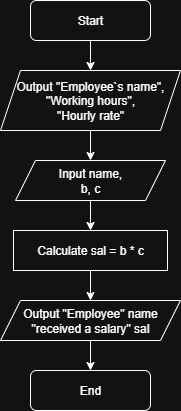 Start
Output "Employee`s name",
"Working hours",
"Hourly rate"
Input name,
b, c
Calculate sal = b * c
Output "Employee" name
"received a salary" sal
End